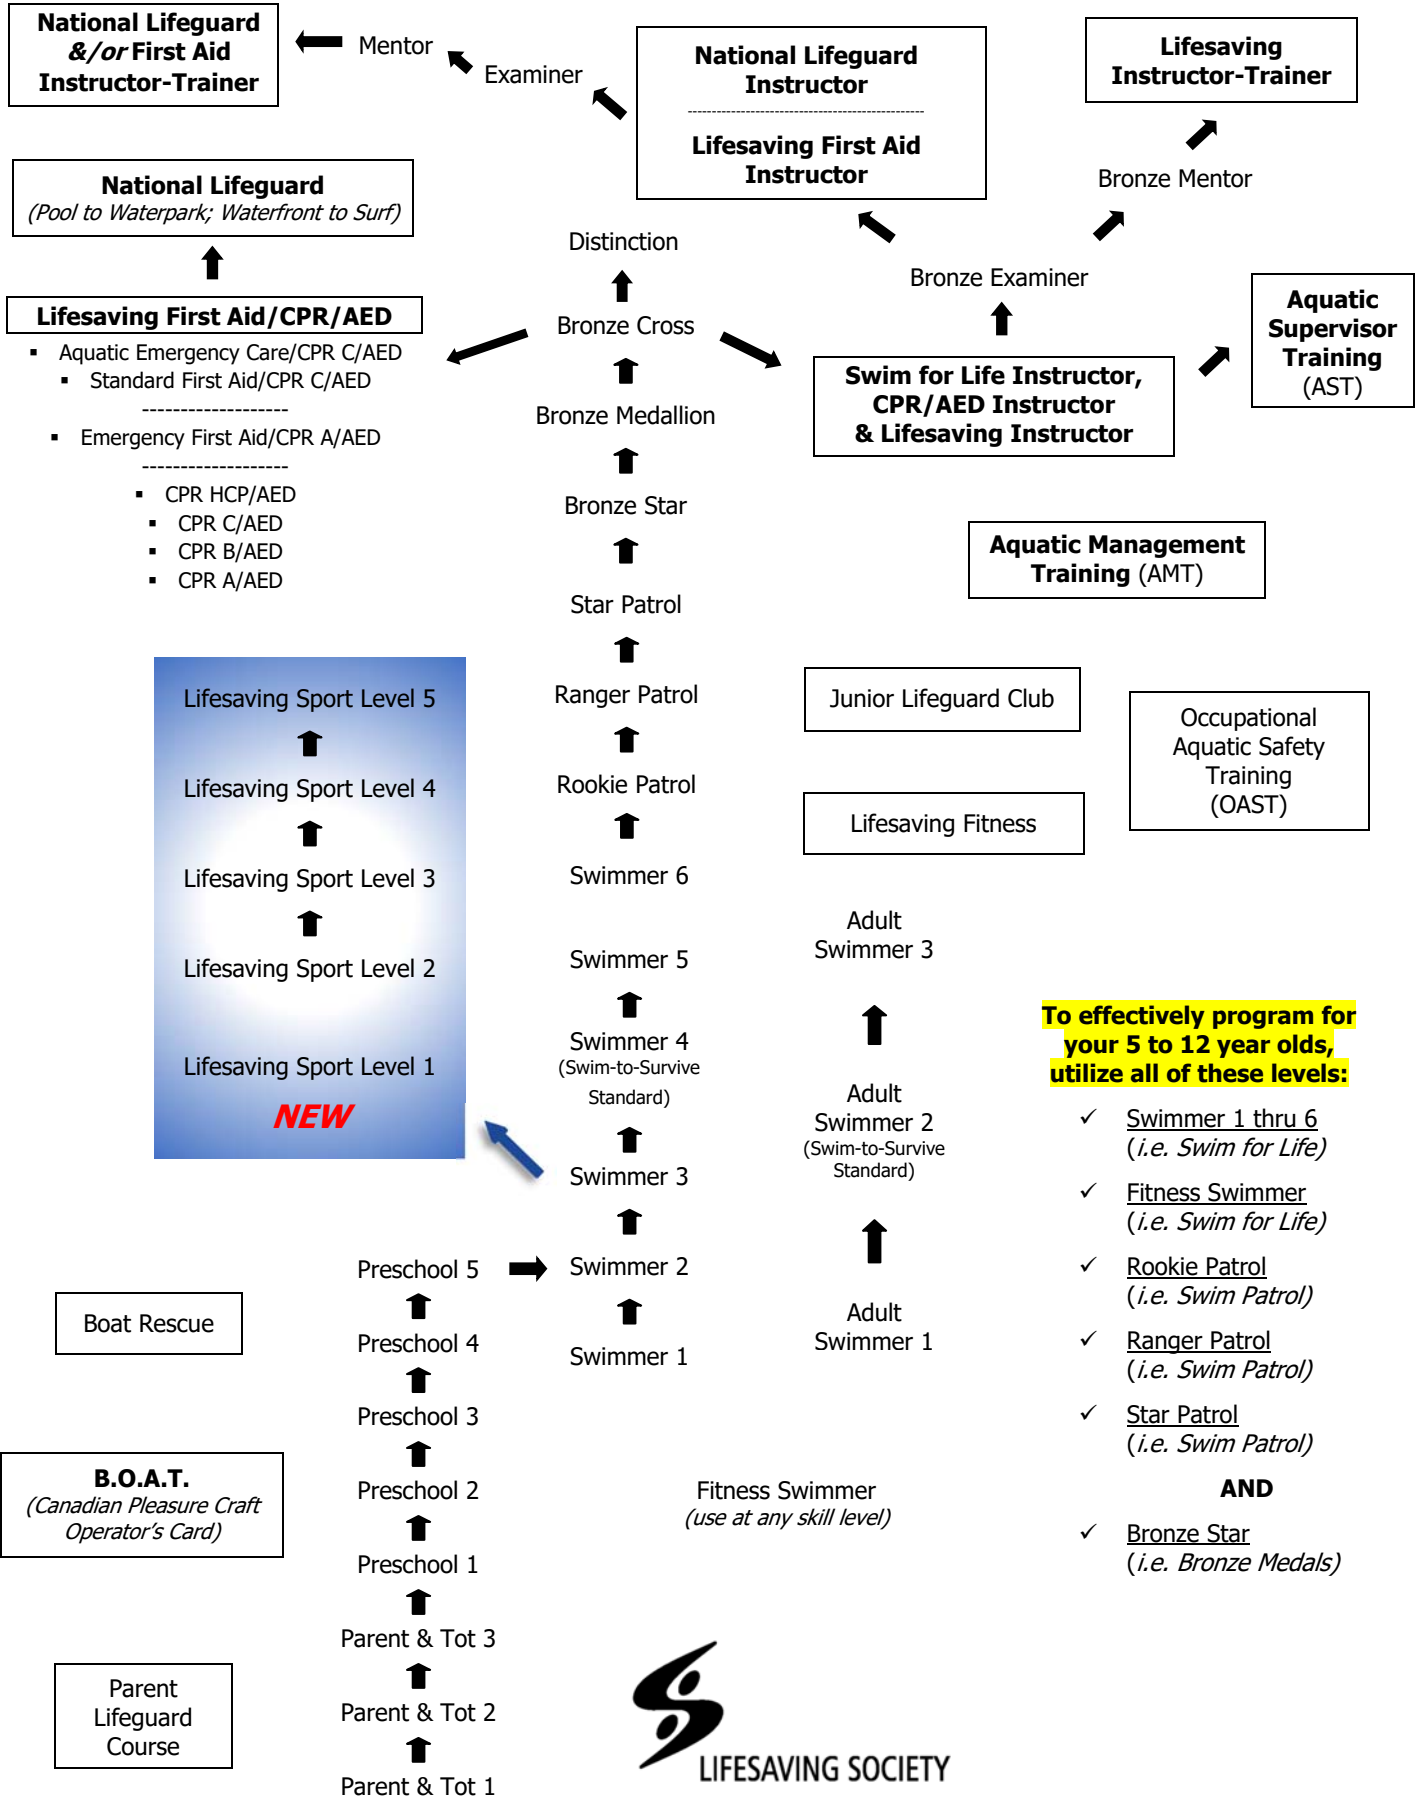 National Lifeguard
&/or First Aid
Instructor-Trainer
Mentor
Examiner
National Lifeguard
Instructor
------------------------------------------------
Lifesaving First Aid
Instructor
Lifesaving
Instructor-Trainer
Bronze Mentor
National Lifeguard
(Pool to Waterpark; Waterfront to Surf)
Distinction
Bronze Examiner
Lifesaving First Aid/CPR/AED
▪ Aquatic Emergency Care/CPR C/AED
▪ Standard First Aid/CPR C/AED
-------------------
▪ Emergency First Aid/CPR A/AED
-------------------
▪ CPR HCP/AED
▪ CPR C/AED
▪ CPR B/AED
▪ CPR A/AED
Bronze Cross
Aquatic
Supervisor
Training
(AST)
Swim for Life Instructor,
CPR/AED Instructor
& Lifesaving Instructor
Bronze Medallion
Bronze Star
Aquatic Management
Training (AMT)
Star Patrol
Ranger Patrol
Rookie Patrol
Swimmer 6
Swimmer 5
Swimmer 4
(Swim-to-Survive
Standard)
Swimmer 3
Swimmer 2
Swimmer 1
Lifesaving Sport Level 5
Lifesaving Sport Level 4
Lifesaving Sport Level 3
Lifesaving Sport Level 2
Lifesaving Sport Level 1
NEW
Junior Lifeguard Club
Occupational
Aquatic Safety
Training
(OAST)
Lifesaving Fitness
Adult
Swimmer 3
Adult
Swimmer 2
(Swim-to-Survive
Standard)
Adult
Swimmer 1
To effectively program for
your 5 to 12 year olds,
utilize all of these levels:
✓ Swimmer 1 thru 6
(i.e. Swim for Life)
✓ Fitness Swimmer
(i.e. Swim for Life)
✓ Rookie Patrol
(i.e. Swim Patrol)
✓ Ranger Patrol
(i.e. Swim Patrol)
✓ Star Patrol
(i.e. Swim Patrol)
AND
✓ Bronze Star
(i.e. Bronze Medals)
Preschool 5
Preschool 4
Preschool 3
Preschool 2
Preschool 1
Parent & Tot 3
Parent & Tot 2
Parent & Tot 1
Boat Rescue
B.O.A.T.
(Canadian Pleasure Craft
Operator's Card)
Parent
Lifeguard
Course
Fitness Swimmer
(use at any skill level)
LIFESAVING SOCIETY